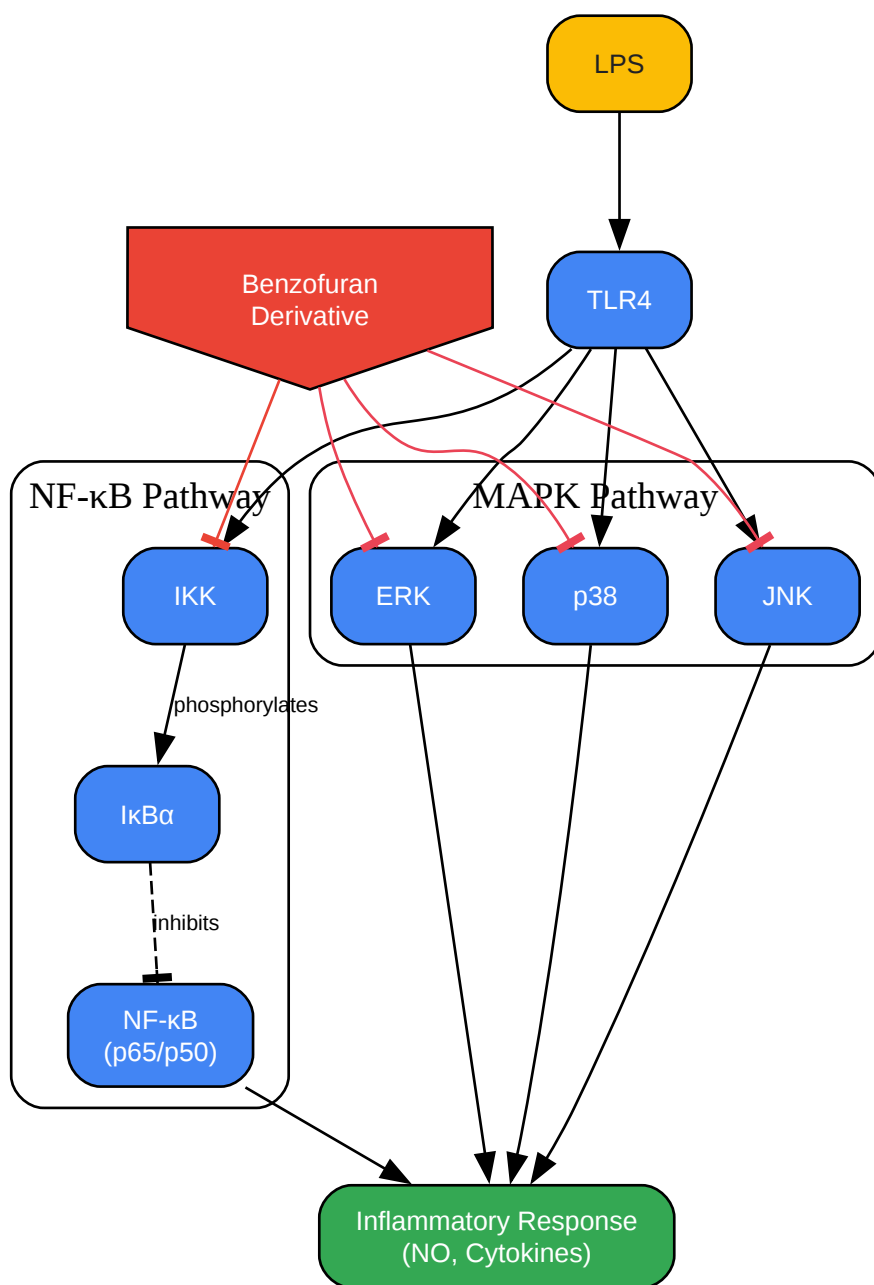 LPS
Benzofuran
Derivative
TLR4
NF-κB Pathway
MAPK Pathway
IKK
ERK
p38
JNK
phosphorylates
IκBα
inhibits
NF-κB
(p65/p50)
Inflammatory Response
(NO, Cytokines)